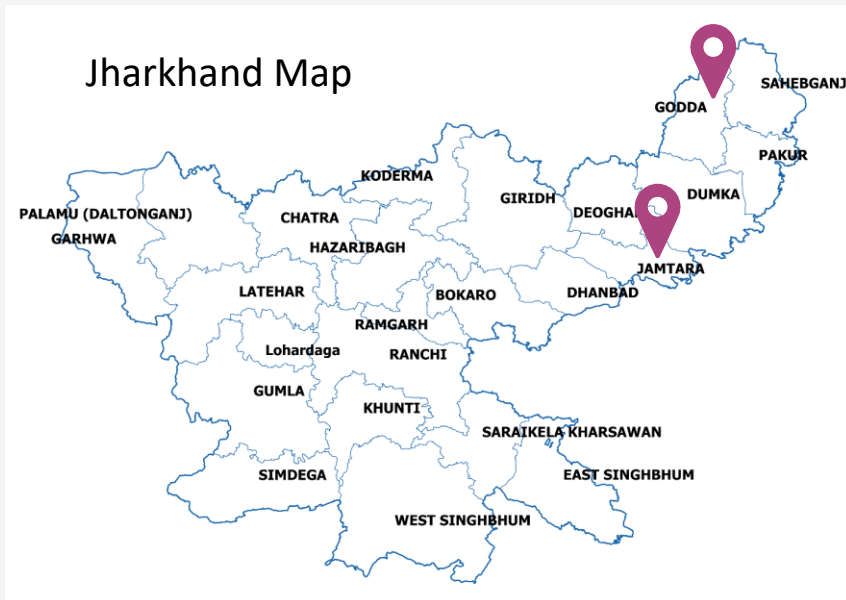 Jharkhand Map
SAHEBGANJ
GODDA
PAKUR
KODERMA
DUMKA
GIRIDH
DEOGHA
PALAMU (DALTONGANJ)
CHATRA
GARHWA
HAZARIBAGH
JAMTARA
LATEHAR
BOKARO
DHANBAD
RAMGARH
Lohardaga
RANCHI
GUMLA
KHUNTI
SARAIKELA KHARSAWAN
SIMDEGA
EAST SINGHBHUM
WEST SINGHBHUM